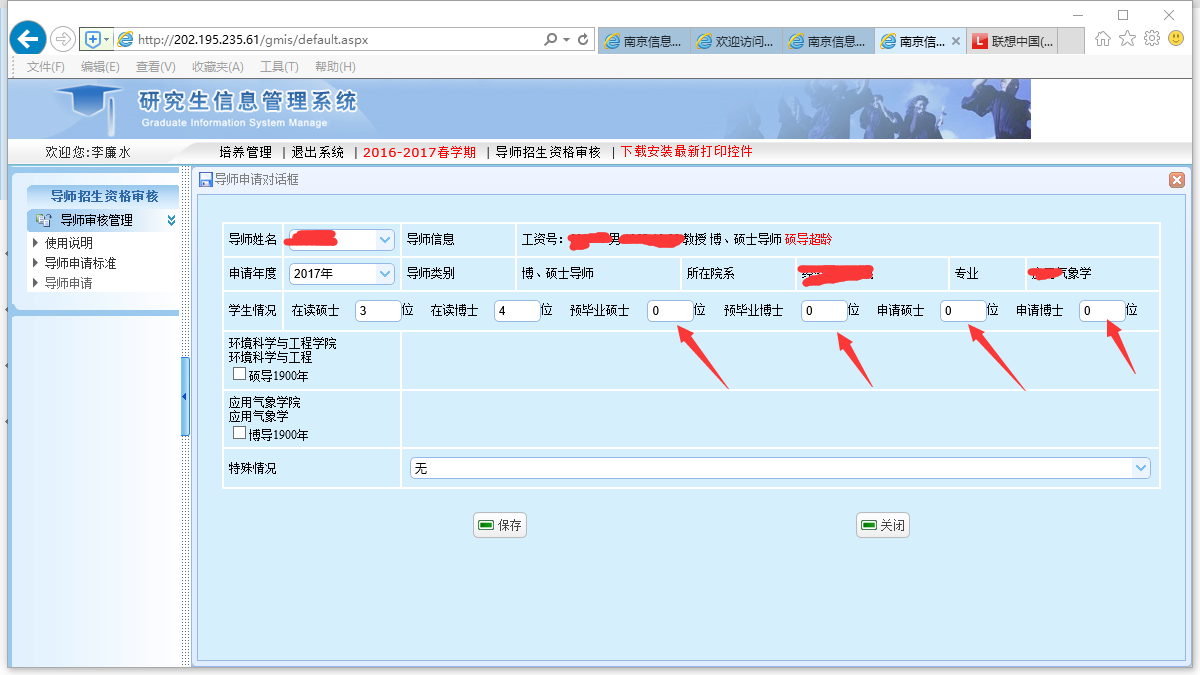 http://202.195.235.61/gmis/default.aspx
南京信息...
欢迎访问...
南京信息...
南京信...
联想中国(...
文件(F) 编辑(E) 查看(V) 收藏夹(A) 工具(T) 帮助(H)
研究生信息管理系统
Graduate Information System Manage
欢迎您:李廉水
培养管理 | 退出系统 | 2016-2017春学期 | 导师招生资格审核 | 下载安装最新打印控件
导师招生资格审核
导师审核管理
使用说明
导师申请标准
导师申请
导师申请对话框
导师姓名 导师信息 工资号: 男 教授 博、硕士导师 硕导超龄
申请年度 2017年 导师类别 博、硕士导师 所在院系 专业 气象学
学生情况 在读硕士 3 位 在读博士 4 位 预毕业硕士 0 位 预毕业博士 0 位 申请硕士 0 位 申请博士 0 位
环境科学与工程学院
环境科学与工程
硕导1900年
应用气象学院
应用气象学
博导1900年
特殊情况 无
保存 关闭